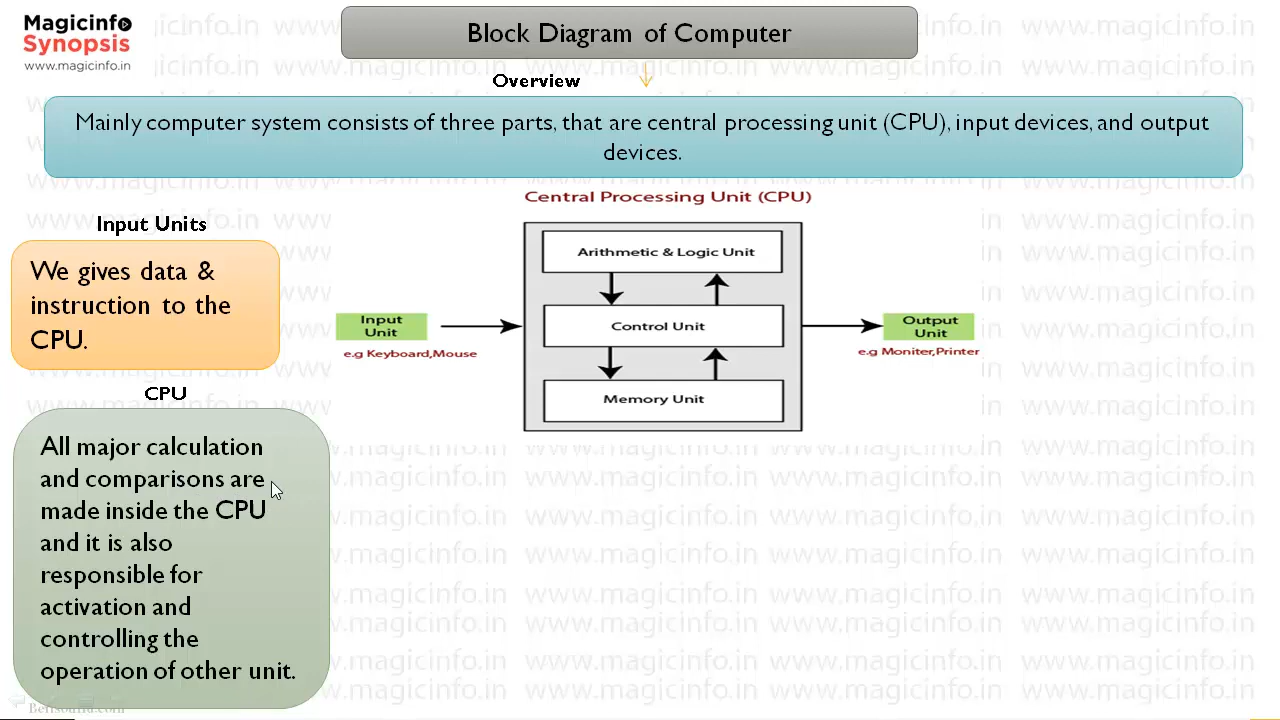 Magicinfo
Synopsis
www.magicinfo.in
Block Diagram of Computer
Overview
Mainly computer system consists of three parts, that are central processing unit (CPU), input devices, and output
devices.
Central Processing Unit (CPU)
Input Units
We gives data &
instruction to the
CPU.
Arithmetic & Logic Unit
Input
Unit
e.g Keyboard,Mouse
Control Unit
Output
Unit
e.g Moniter,Printer
Memory Unit
CPU
All major calculation
and comparisons are
made inside the CPU
and it is also
responsible for
activation and
controlling the
operation of other unit.
Bensound.com